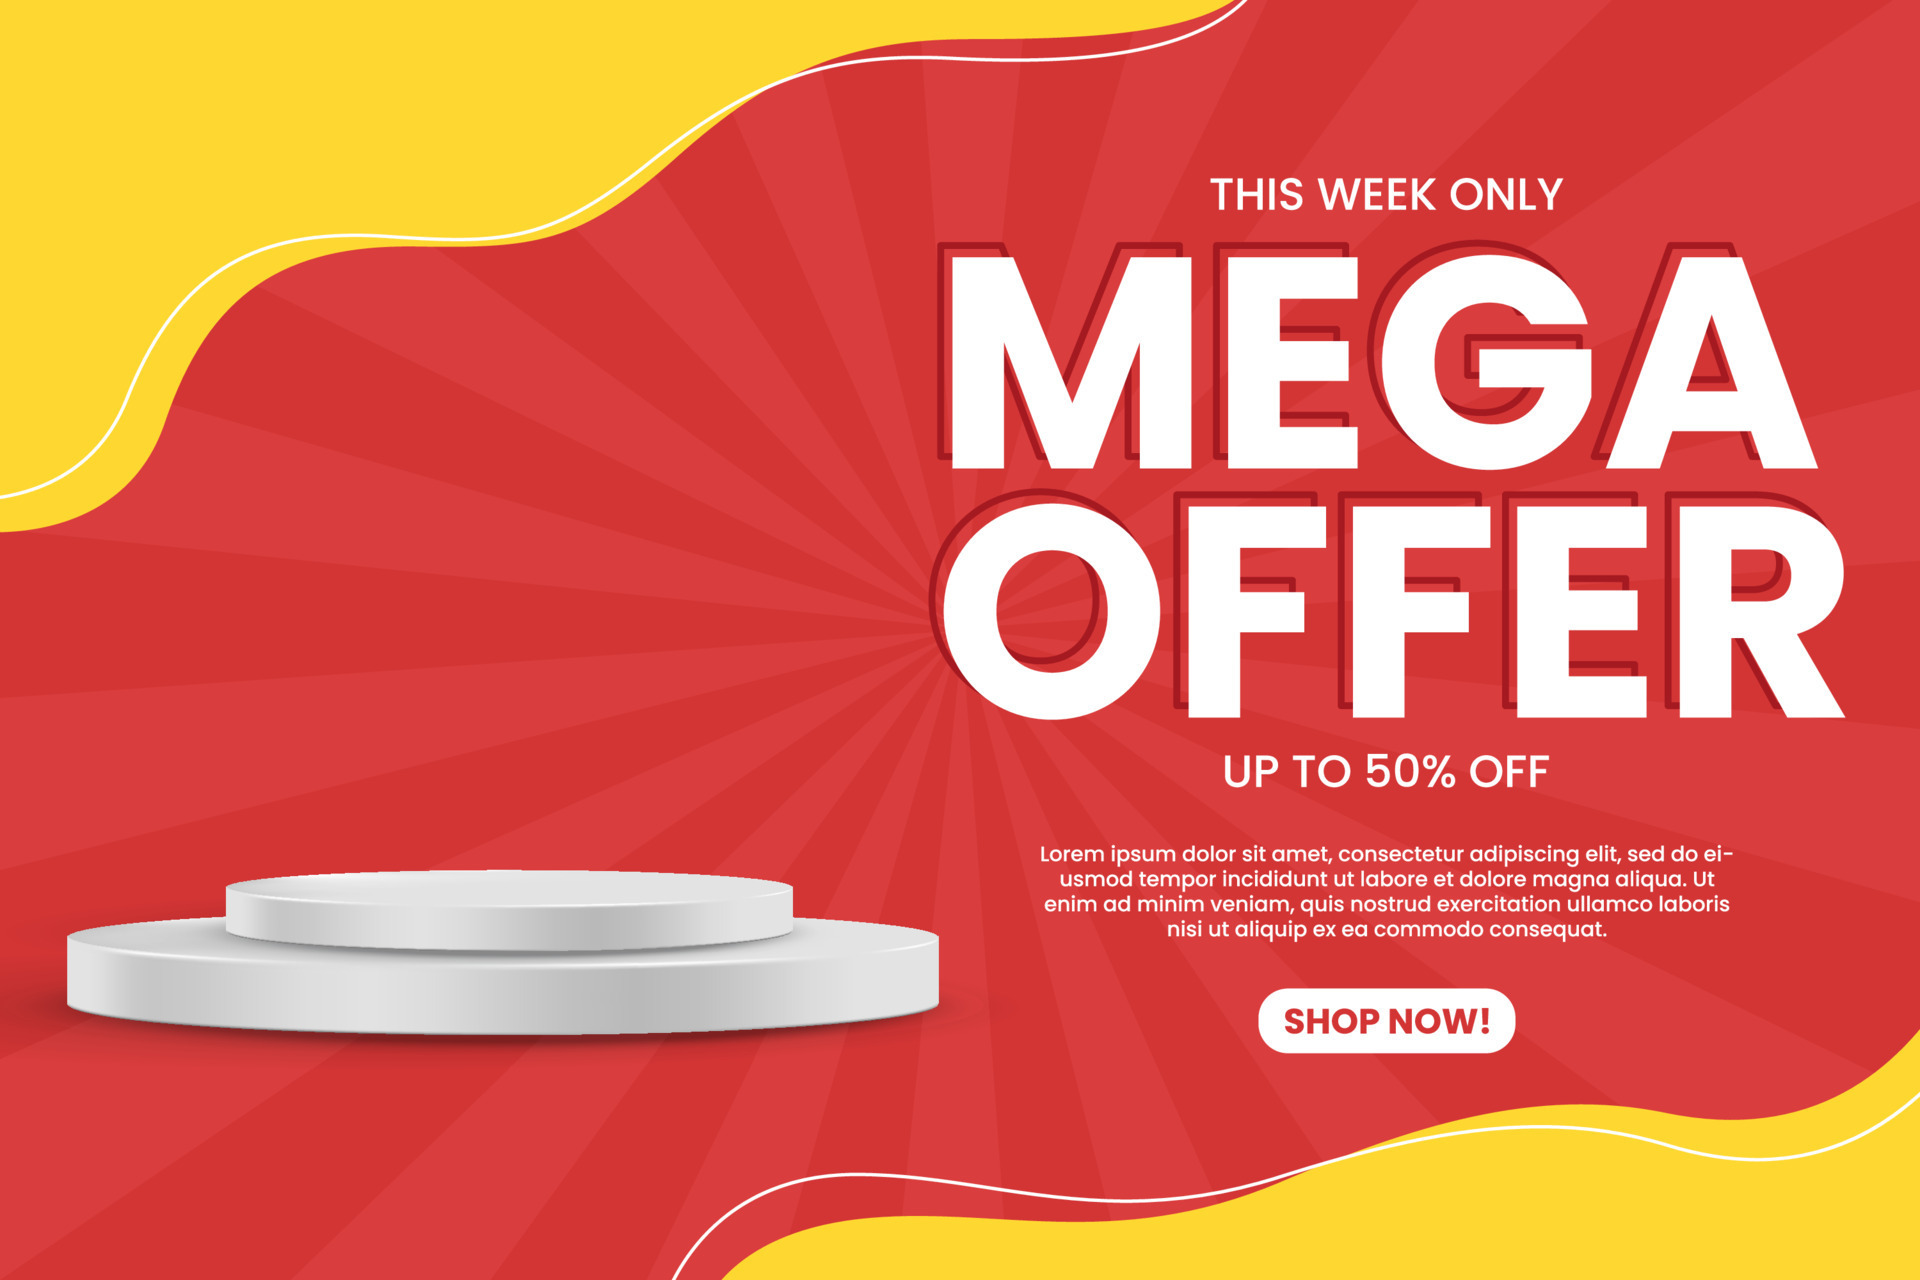 THIS WEEK ONLY
MEGA
OFFER
UP TO 50% OFF
Lorem ipsum dolor sit amet, consectetur adipiscing elit, sed do ei-
usmod tempor incididunt ut labore et dolore magna aliqua. Ut
enim ad minim veniam, quis nostrud exercitation ullamco laboris
nisi ut aliquip ex ea commodo consequat.
SHOP NOW!